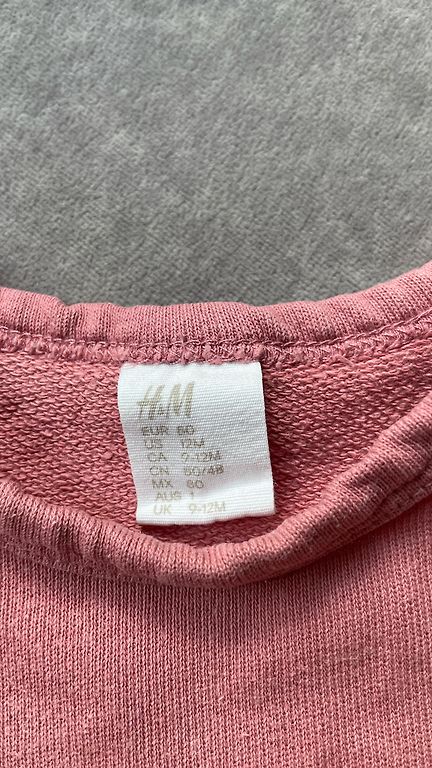 H&M
EUR 80
US 12M
CA 9-12M
CN 80/48
MX 80
AUS 1
UK 9-12M